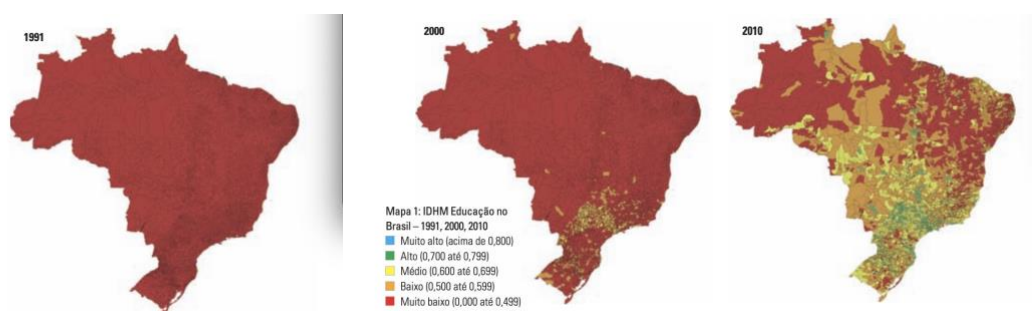 1991
2000
2010
Mapa 1: IDHM Educação no
Brasil – 1991, 2000, 2010
Muito alto (acima de 0,800)
Alto (0,700 até 0,799)
Médio (0,600 até 0,699)
Baixo (0,500 até 0,599)
Muito baixo (0,000 até 0,499)